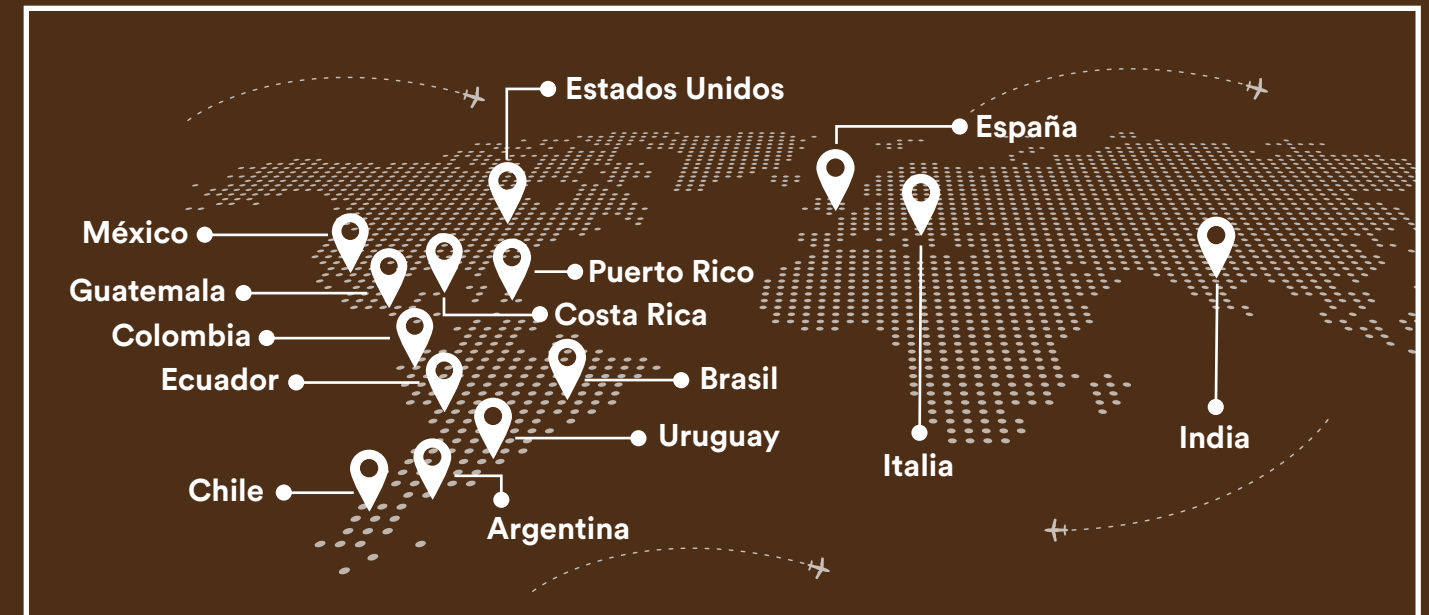 Estados Unidos
España
México
Puerto Rico
Guatemala
Costa Rica
Colombia
Ecuador
Brasil
Uruguay
India
Italia
Chile
Argentina